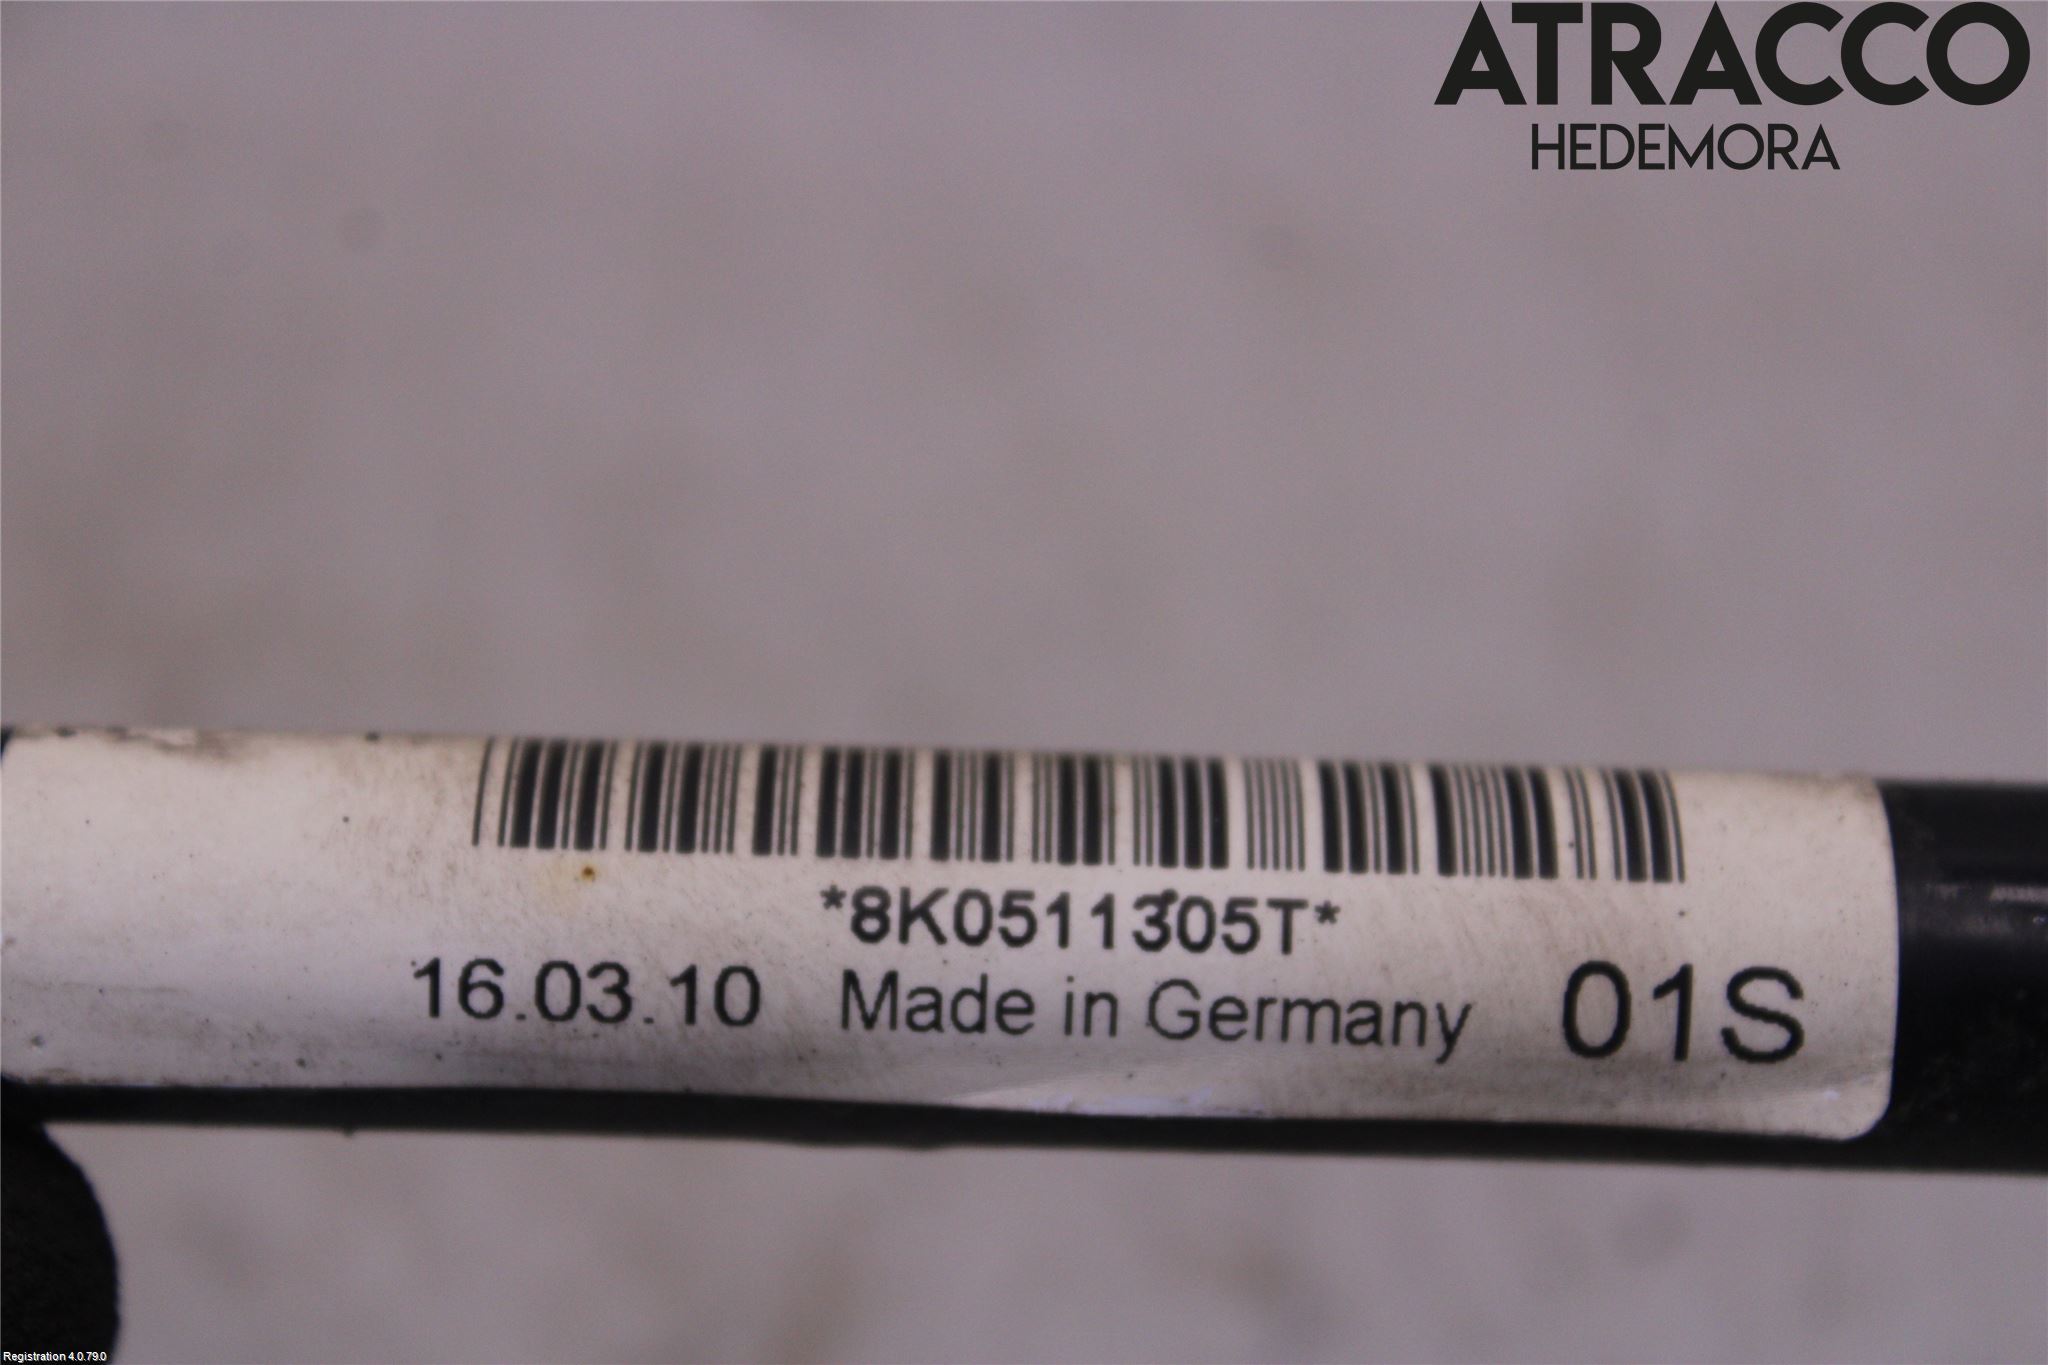 ATRACCO
HEDEMORA
*8K0511305T*
16.03.10 Made in Germany 01S
Registration 4.0.79.0